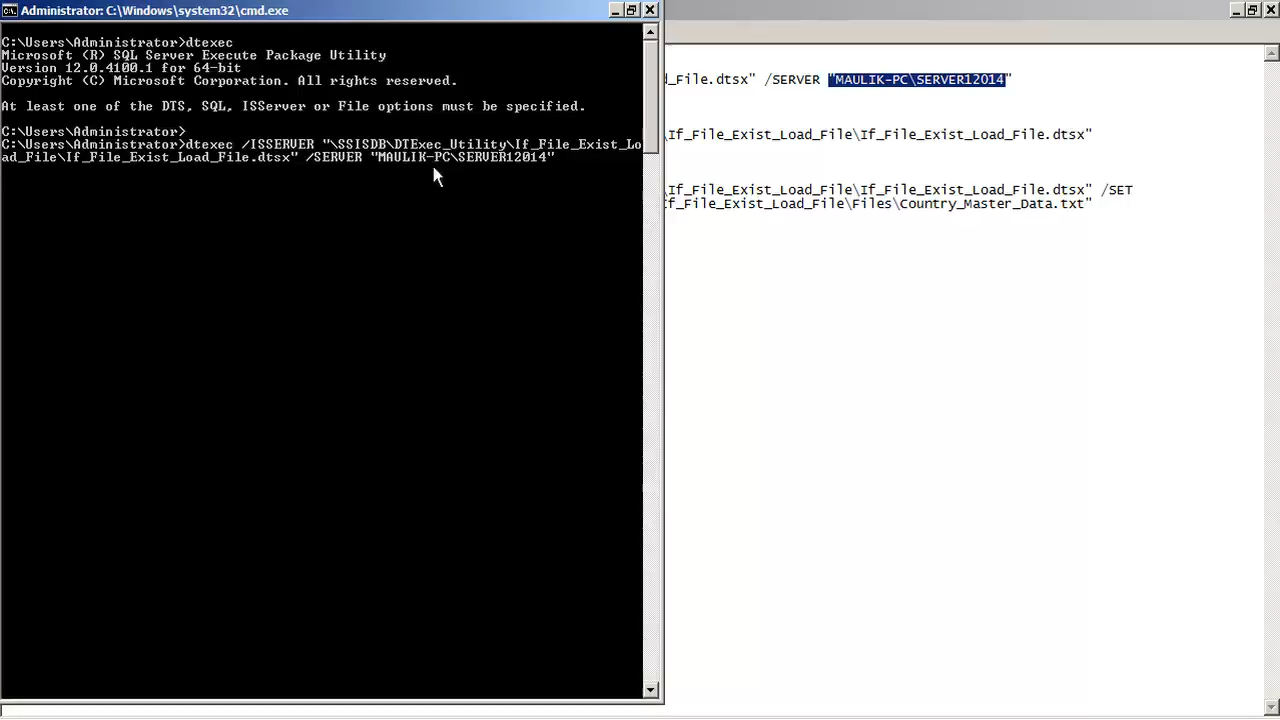 Administrator: C:\Windows\system32\cmd.exe
C:\Users\Administrator>dtexec
Microsoft (R) SQL Server Execute Package Utility
Version 12.0.4100.1 for 64-bit
Copyright (C) Microsoft Corporation. All rights reserved.
At least one of the DTS, SQL, ISServer or File options must be specified.
C:\Users\Administrator>
C:\Users\Administrator>dtexec /ISSERVER "\SSISDB\DTExec_Utility\If_File_Exist_Lo
ad_File\If_File_Exist_Load_File.dtsx" /SERVER "MAULIK-PC\SERVER12014"
d_File.dtsx" /SERVER "MAULIK-PC\SERVER12014"
\If_File_Exist_Load_File\If_File_Exist_Load_File.dtsx"
\If_File_Exist_Load_File\If_File_Exist_Load_File.dtsx" /SET
If_File_Exist_Load_File\Files\Country_Master_Data.txt"